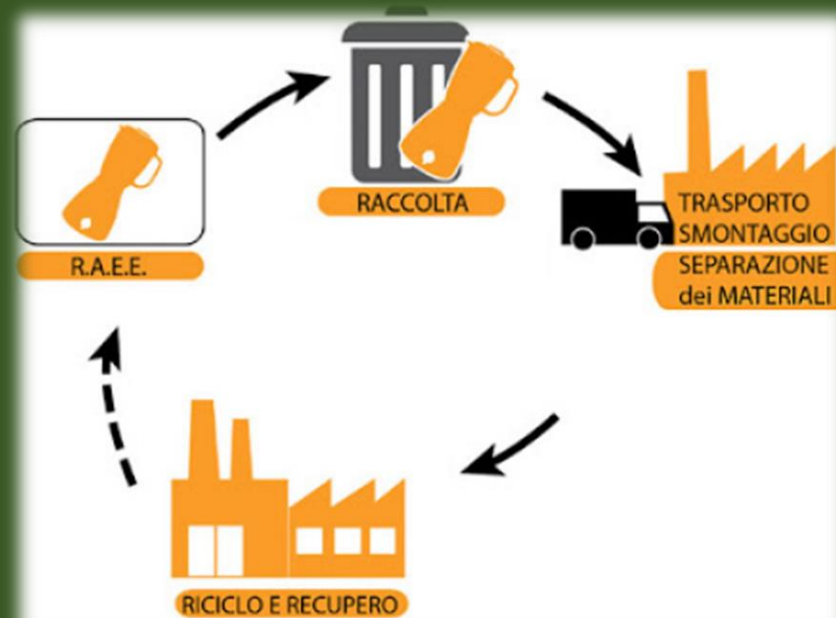 R.A.E.E.
RACCOLTA
TRASPORTO
SMONTAGGIO
SEPARAZIONE
dei MATERIALI
RICICLO E RECUPERO